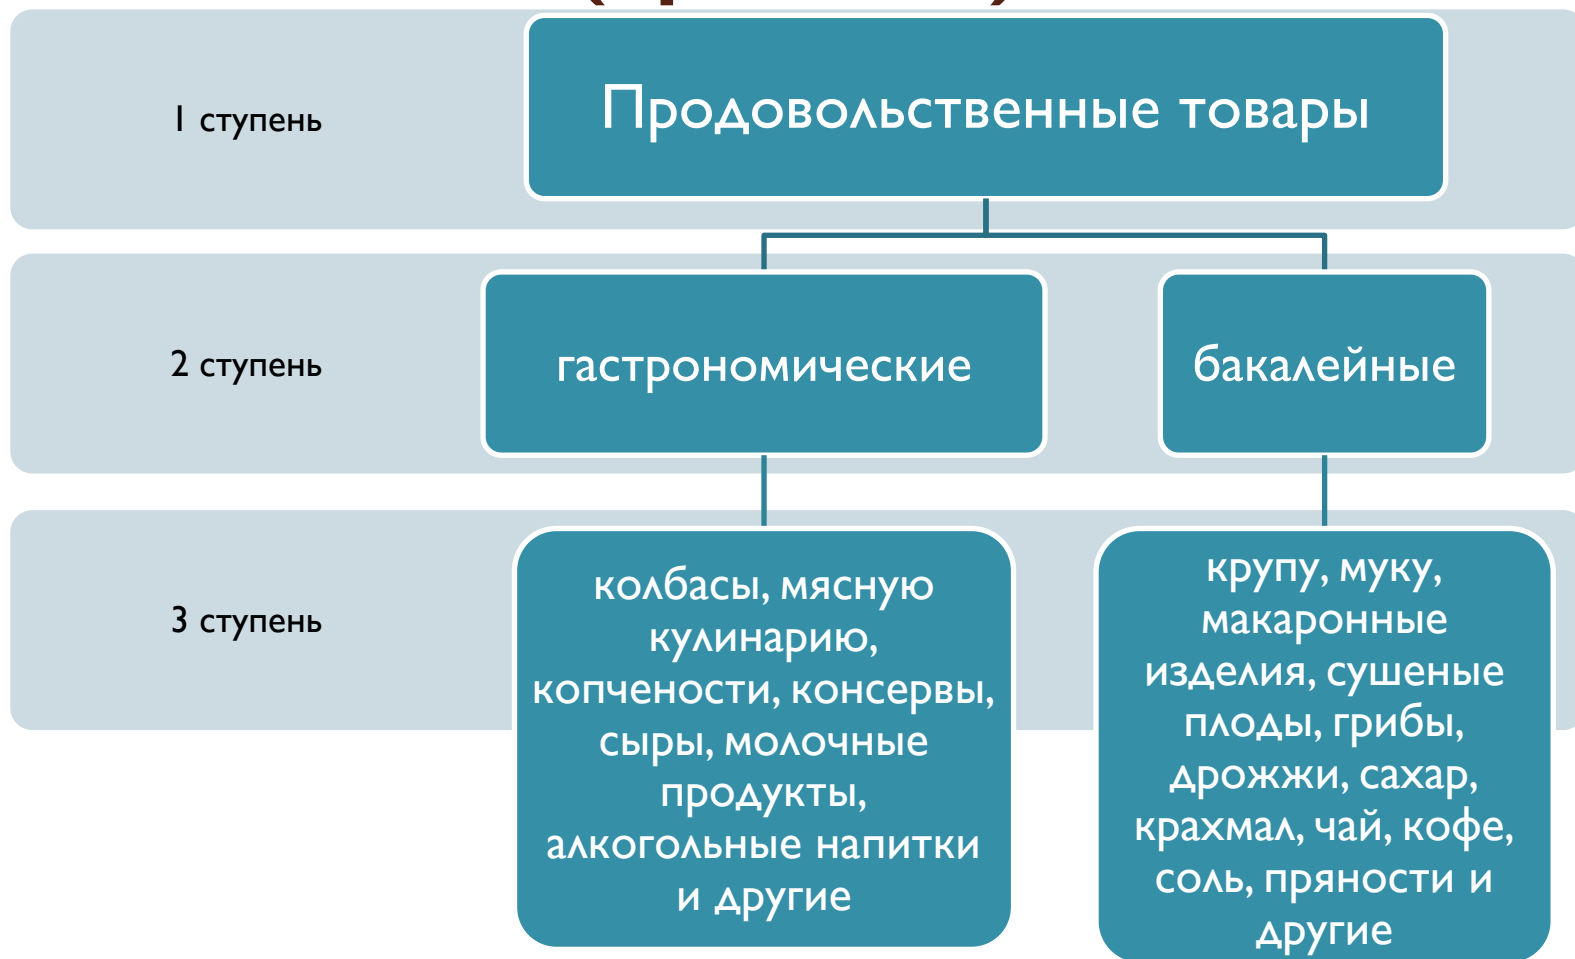 1 ступень
Продовольственные товары
2 ступень
гастрономические
бакалейные
3 ступень
колбасы, мясную
кулинарию,
копчености, консервы,
сыры, молочные
продукты,
алкогольные напитки
и другие
крупу, муку,
макаронные
изделия, сушеные
плоды, грибы,
дрожжи, сахар,
крахмал, чай, кофе,
соль, пряности и
другие